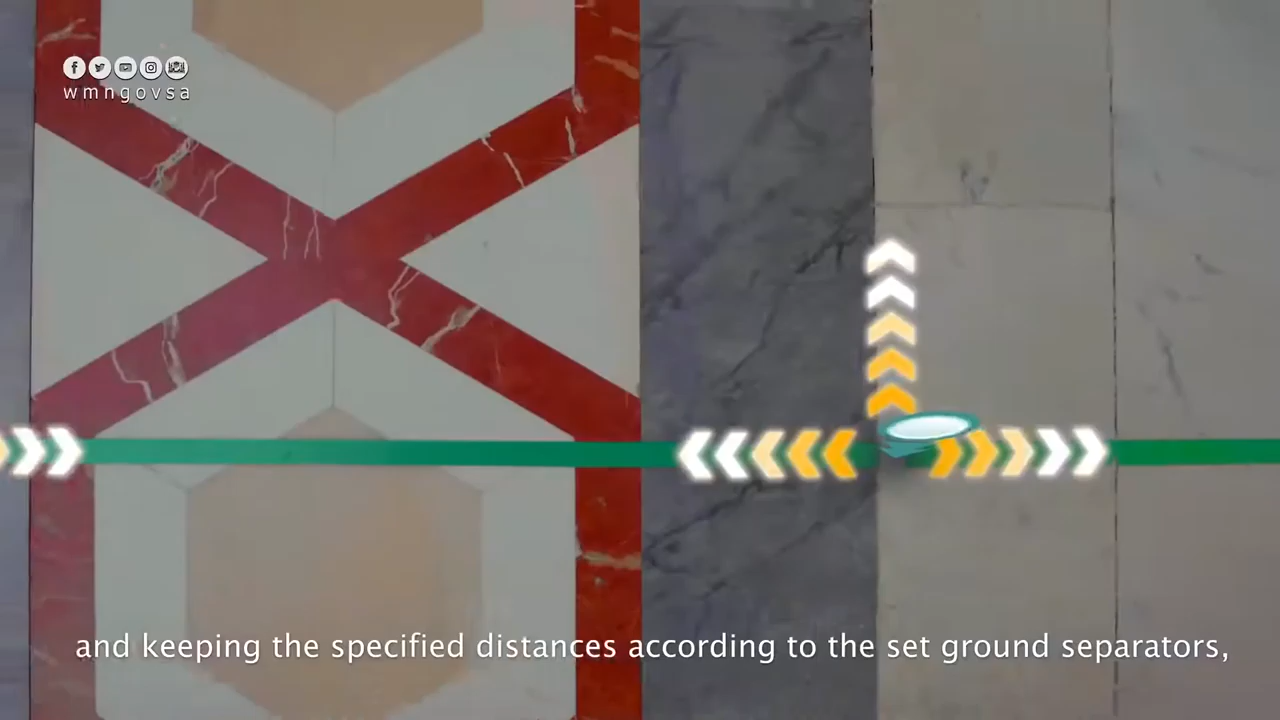 wmngovsa
and keeping the specified distances according to the set ground separators,